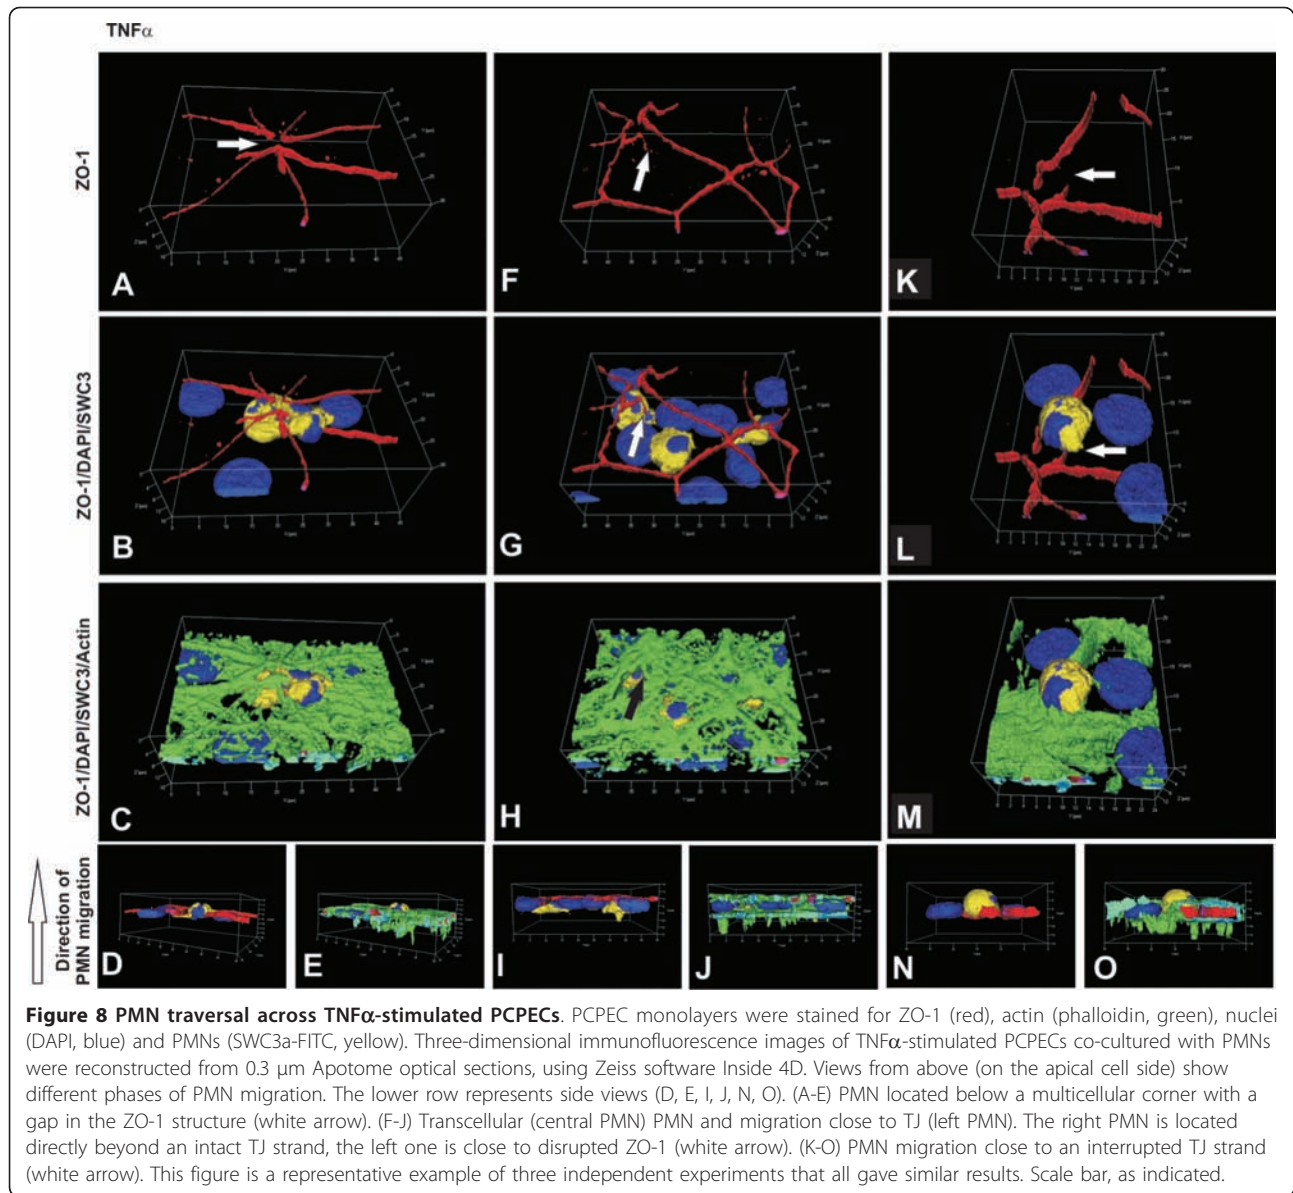 TNFα
ZO-1
A
F
K
ZO-1/DAPI/SWC3
B
G
L
ZO-1/DAPI/SWC3/Actin
C
H
M
Direction of
PMN migration
D
E
I
J
N
O
Figure 8 PMN traversal across TNFα-stimulated PCPECs. PCPEC monolayers were stained for ZO-1 (red), actin (phalloidin, green), nuclei
(DAPI, blue) and PMNs (SWC3a-FITC, yellow). Three-dimensional immunofluorescence images of TNFα-stimulated PCPECs co-cultured with PMNs
were reconstructed from 0.3 μm Apotome optical sections, using Zeiss software Inside 4D. Views from above (on the apical cell side) show
different phases of PMN migration. The lower row represents side views (D, E, I, J, N, O). (A-E) PMN located below a multicellular corner with a
gap in the ZO-1 structure (white arrow). (F-J) Transcellular (central PMN) PMN and migration close to TJ (left PMN). The right PMN is located
directly beyond an intact TJ strand, the left one is close to disrupted ZO-1 (white arrow). (K-O) PMN migration close to an interrupted TJ strand
(white arrow). This figure is a representative example of three independent experiments that all gave similar results. Scale bar, as indicated.